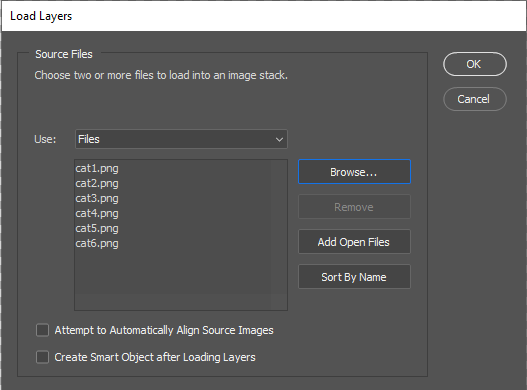 Load Layers
Source Files
Choose two or more files to load into an image stack.
OK
Cancel
Use: Files
cat1.png
cat2.png
cat3.png
cat4.png
cat5.png
cat6.png
Browse...
Remove
Add Open Files
Sort By Name
Attempt to Automatically Align Source Images
Create Smart Object after Loading Layers